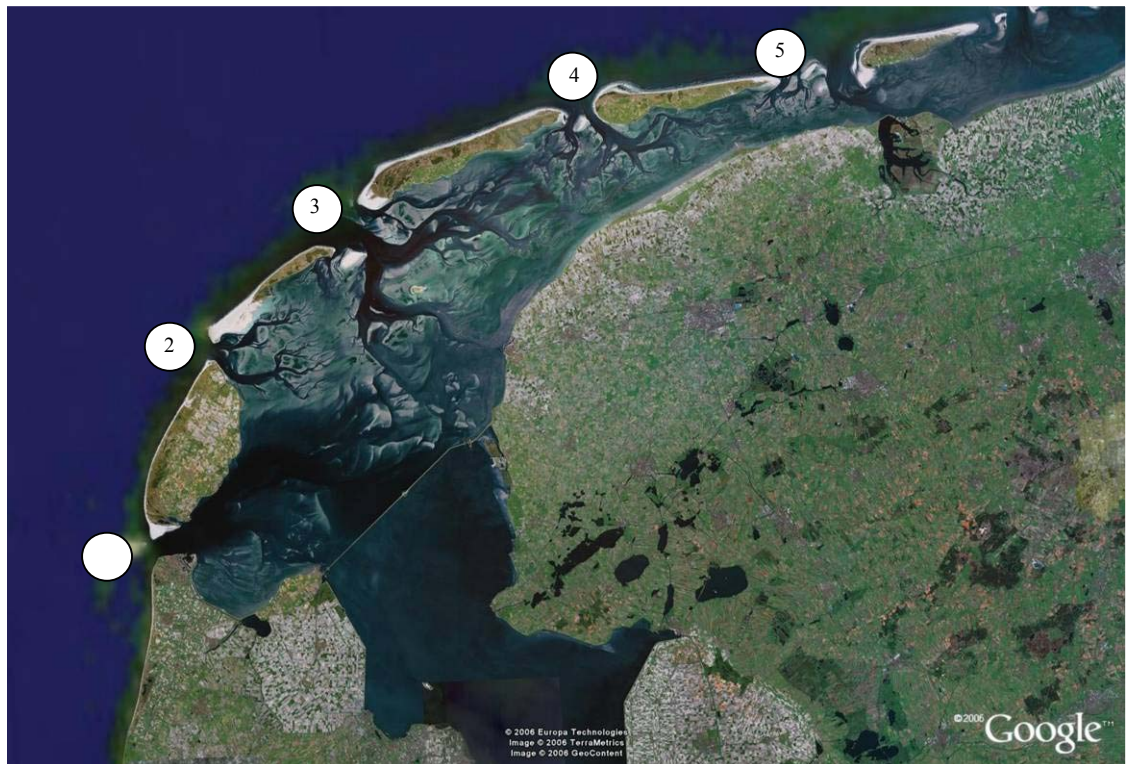 5
4
3
2
© 2006 Europa Technologies
Image © 2006 TerraMetrics
Image © 2006 GeoContent
© 2006 Google™